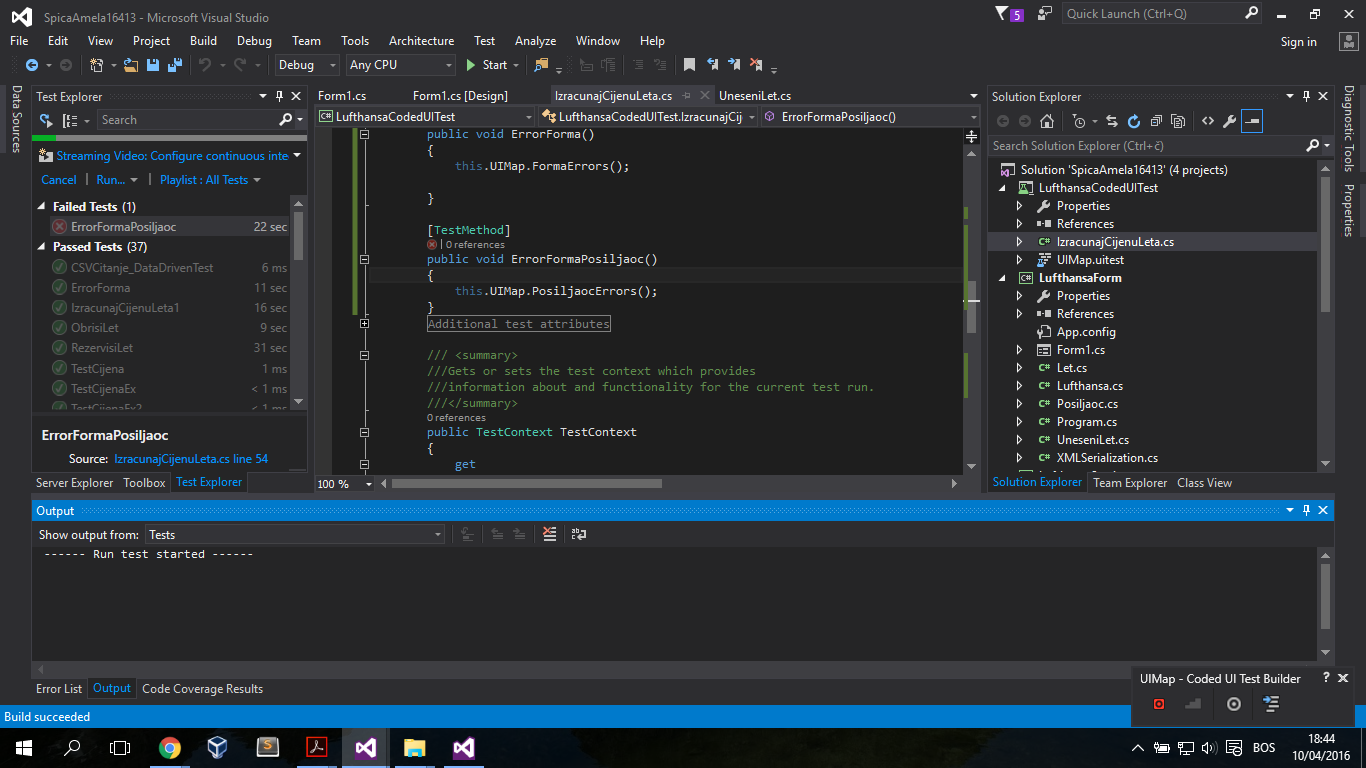 SpicaAmela16413 - Microsoft Visual Studio
5
Quick Launch (Ctrl+Q)
File Edit View Project Build Debug Team Tools Architecture Test Analyze Window Help
Sign in
Debug Any CPU Start
Data Sources
Test Explorer
Search
Streaming Video: Configure continuous inte
Cancel | Run... | Playlist : All Tests
Failed Tests (1)
ErrorFormaPosiljaoc 22 sec
Passed Tests (37)
CSVCitanje_DataDrivenTest 6 ms
ErrorForma 11 sec
IzracunajCijenuLeta1 16 sec
ObrisiLet 9 sec
RezervisiLet 31 sec
TestCijena 1 ms
TestCijenaEx < 1 ms
TestCijenaEx2 < 1 ms
ErrorFormaPosiljaoc
Source: IzracunajCijenuLeta.cs line 54
Server Explorer Toolbox Test Explorer
Form1.cs Form1.cs [Design] IzracunajCijenuLeta.cs UneseniLet.cs
LufthansaCodedUITest LufthansaCodedUITest.IzracunajCij ErrorFormaPosiljaoc()
public void ErrorForma()
{
this.UIMap.FormaErrors();
}
[TestMethod]
| 0 references
public void ErrorFormaPosiljaoc()
{
this.UIMap.PosiljaocErrors();
}
Additional test attributes
/// <summary>
///Gets or sets the test context which provides
///information about and functionality for the current test run.
///</summary>
0 references
public TestContext TestContext
{
get
100 %
Solution Explorer
Search Solution Explorer (Ctrl+č)
Solution 'SpicaAmela16413' (4 projects)
LufthansaCodedUITest
Properties
References
IzracunajCijenuLeta.cs
UIMap.uitest
LufthansaForm
Properties
References
App.config
Form1.cs
Let.cs
Lufthansa.cs
Posiljaoc.cs
Program.cs
UneseniLet.cs
XMLSerialization.cs
Solution Explorer Team Explorer Class View
Diagnostic Tools
Properties
Output
Show output from: Tests
------ Run test started ------
Error List Output Code Coverage Results
UIMap - Coded UI Test Builder ?
Build succeeded
BOS
18:44
10/04/2016